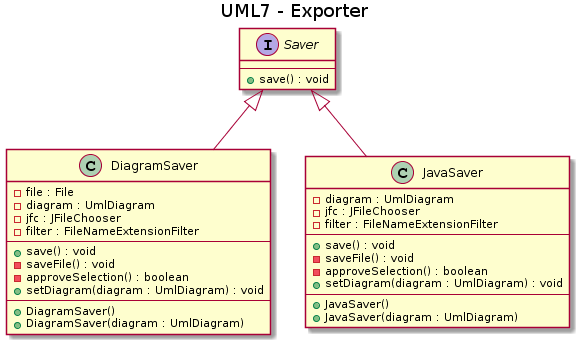 UML7 - Exporter
I Saver
save() : void
C DiagramSaver
file : File
diagram : UmlDiagram
jfc : JFileChooser
filter : FileNameExtensionFilter
save() : void
saveFile() : void
approveSelection() : boolean
setDiagram(diagram : UmlDiagram) : void
DiagramSaver()
DiagramSaver(diagram : UmlDiagram)
C JavaSaver
diagram : UmlDiagram
jfc : JFileChooser
filter : FileNameExtensionFilter
save() : void
saveFile() : void
approveSelection() : boolean
setDiagram(diagram : UmlDiagram) : void
JavaSaver()
JavaSaver(diagram : UmlDiagram)